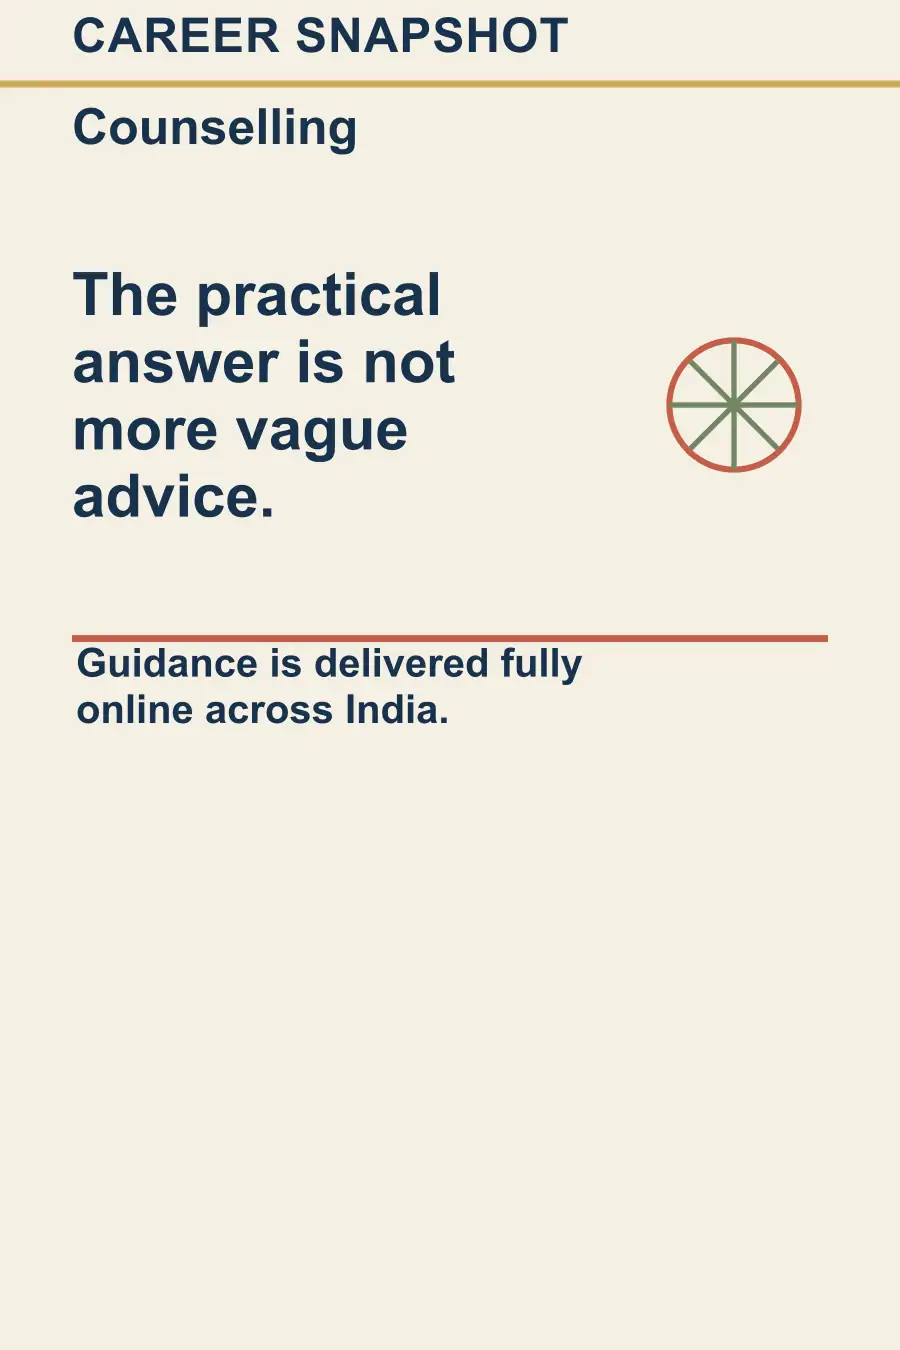 CAREER SNAPSHOT
Counselling
The practical
answer is not
more vague
advice.
Guidance is delivered fully
online across India.